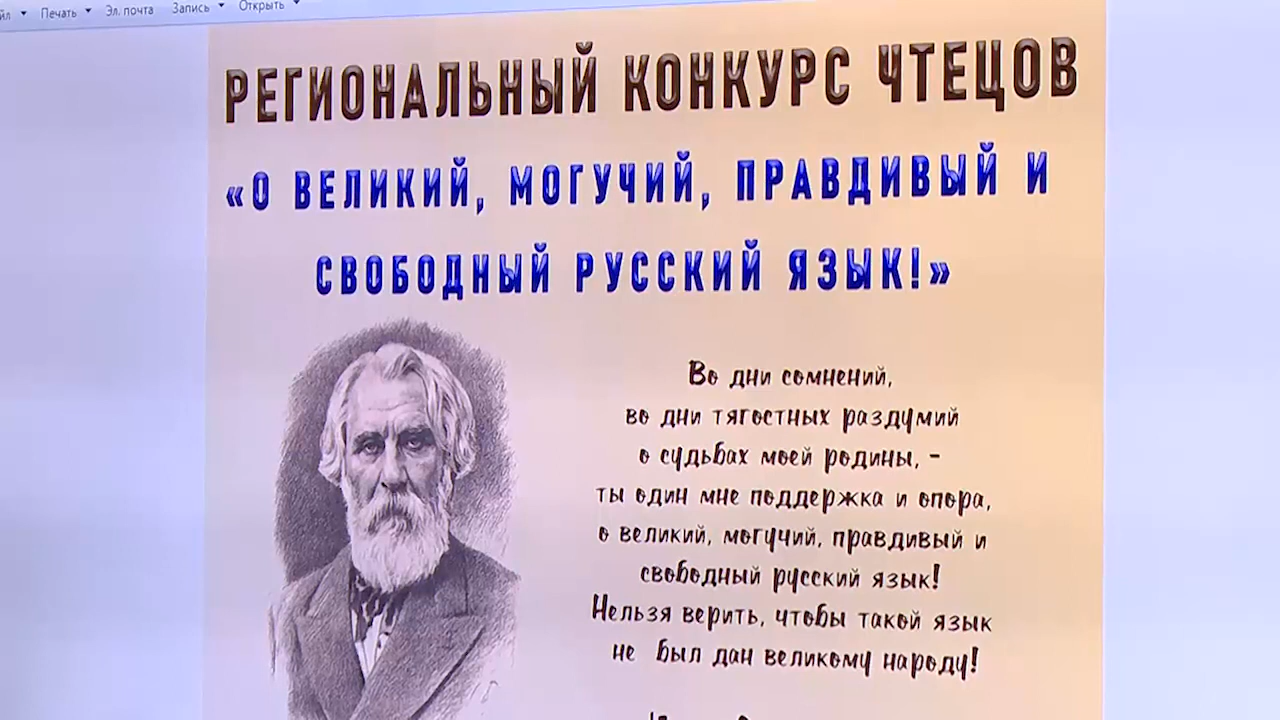 Печать Эл. почта Запись Открыть
РЕГИОНАЛЬНЫЙ КОНКУРС ЧТЕЦОВ
«О ВЕЛИКИЙ, МОГУЧИЙ, ПРАВДИВЫЙ И
СВОБОДНЫЙ РУССКИЙ ЯЗЫК!»
Во дни сомнений,
во дни тягостных раздумий
о судьбах моей родины, -
ты один мне поддержка и опора,
о великий, могучий, правдивый и
свободный русский язык!
Нельзя верить, чтобы такой язык
не был дан великому народу!